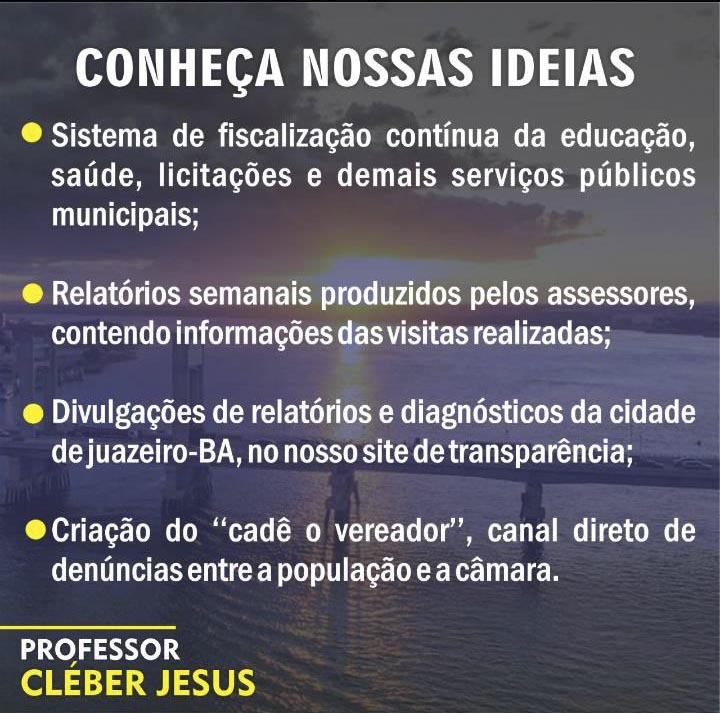 CONHEÇA NOSSAS IDEIAS
Sistema de fiscalização contínua da educação,
saúde, licitações e demais serviços públicos
municipais;
Relatórios semanais produzidos pelos assessores,
contendo informações das visitas realizadas;
Divulgações de relatórios e diagnósticos da cidade
de juazeiro-BA, no nosso site de transparência;
Criação do “cadê o vereador”, canal direto de
denúncias entre a população e a câmara.
PROFESSOR
CLÉBER JESUS